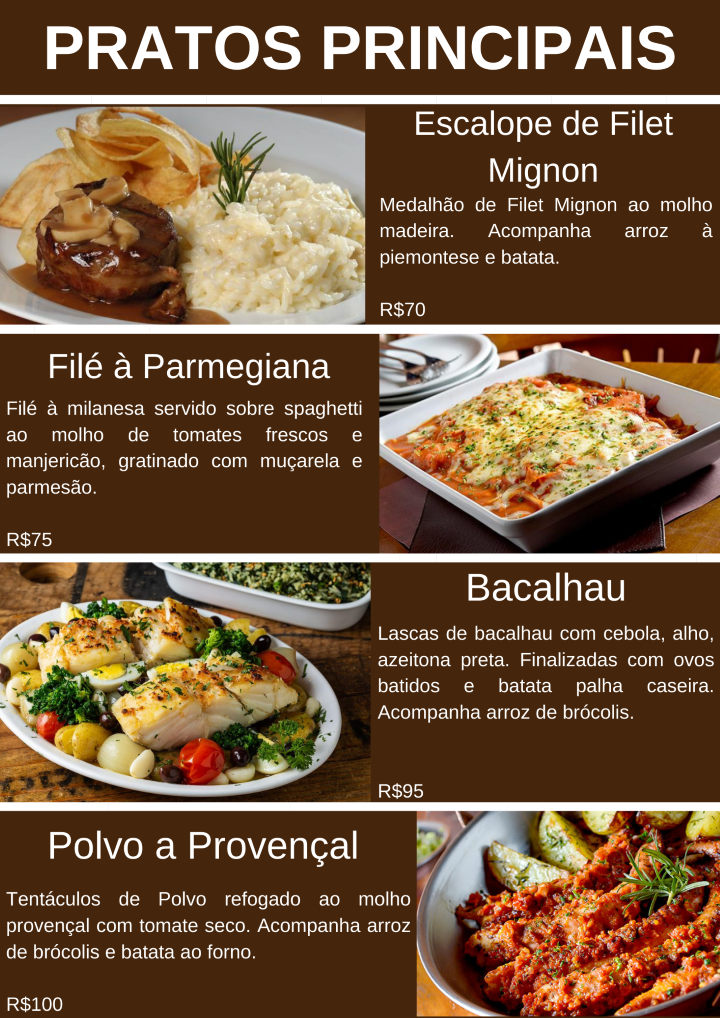 PRATOS PRINCIPAIS
Escalope de Filet
Mignon
Medalhão de Filet Mignon ao molho
madeira. Acompanha arroz à
piemontese e batata.
R$70
Filé à Parmegiana
Filé à milanesa servido sobre spaghetti
ao molho de tomates frescos e
manjericão, gratinado com muçarela e
parmesão.
R$75
Bacalhau
Lascas de bacalhau com cebola, alho,
azeitona preta. Finalizadas com ovos
batidos e batata palha caseira.
Acompanha arroz de brócolis.
R$95
Polvo a Provençal
Tentáculos de Polvo refogado ao molho
provençal com tomate seco. Acompanha arroz
de brócolis e batata ao forno.
R$100